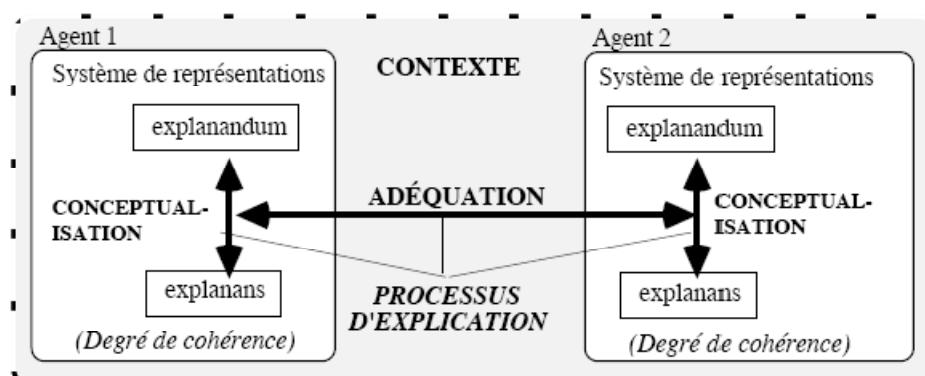 Agent 1
Système de représentations
explanandum
CONCEPTUAL-
ISATION
explanans
(Degré de cohérence)
CONTEXTE
ADÉQUATION
PROCESSUS
D'EXPLICATION
Agent 2
Système de représentations
explanandum
CONCEPTUAL-
ISATION
explanans
(Degré de cohérence)